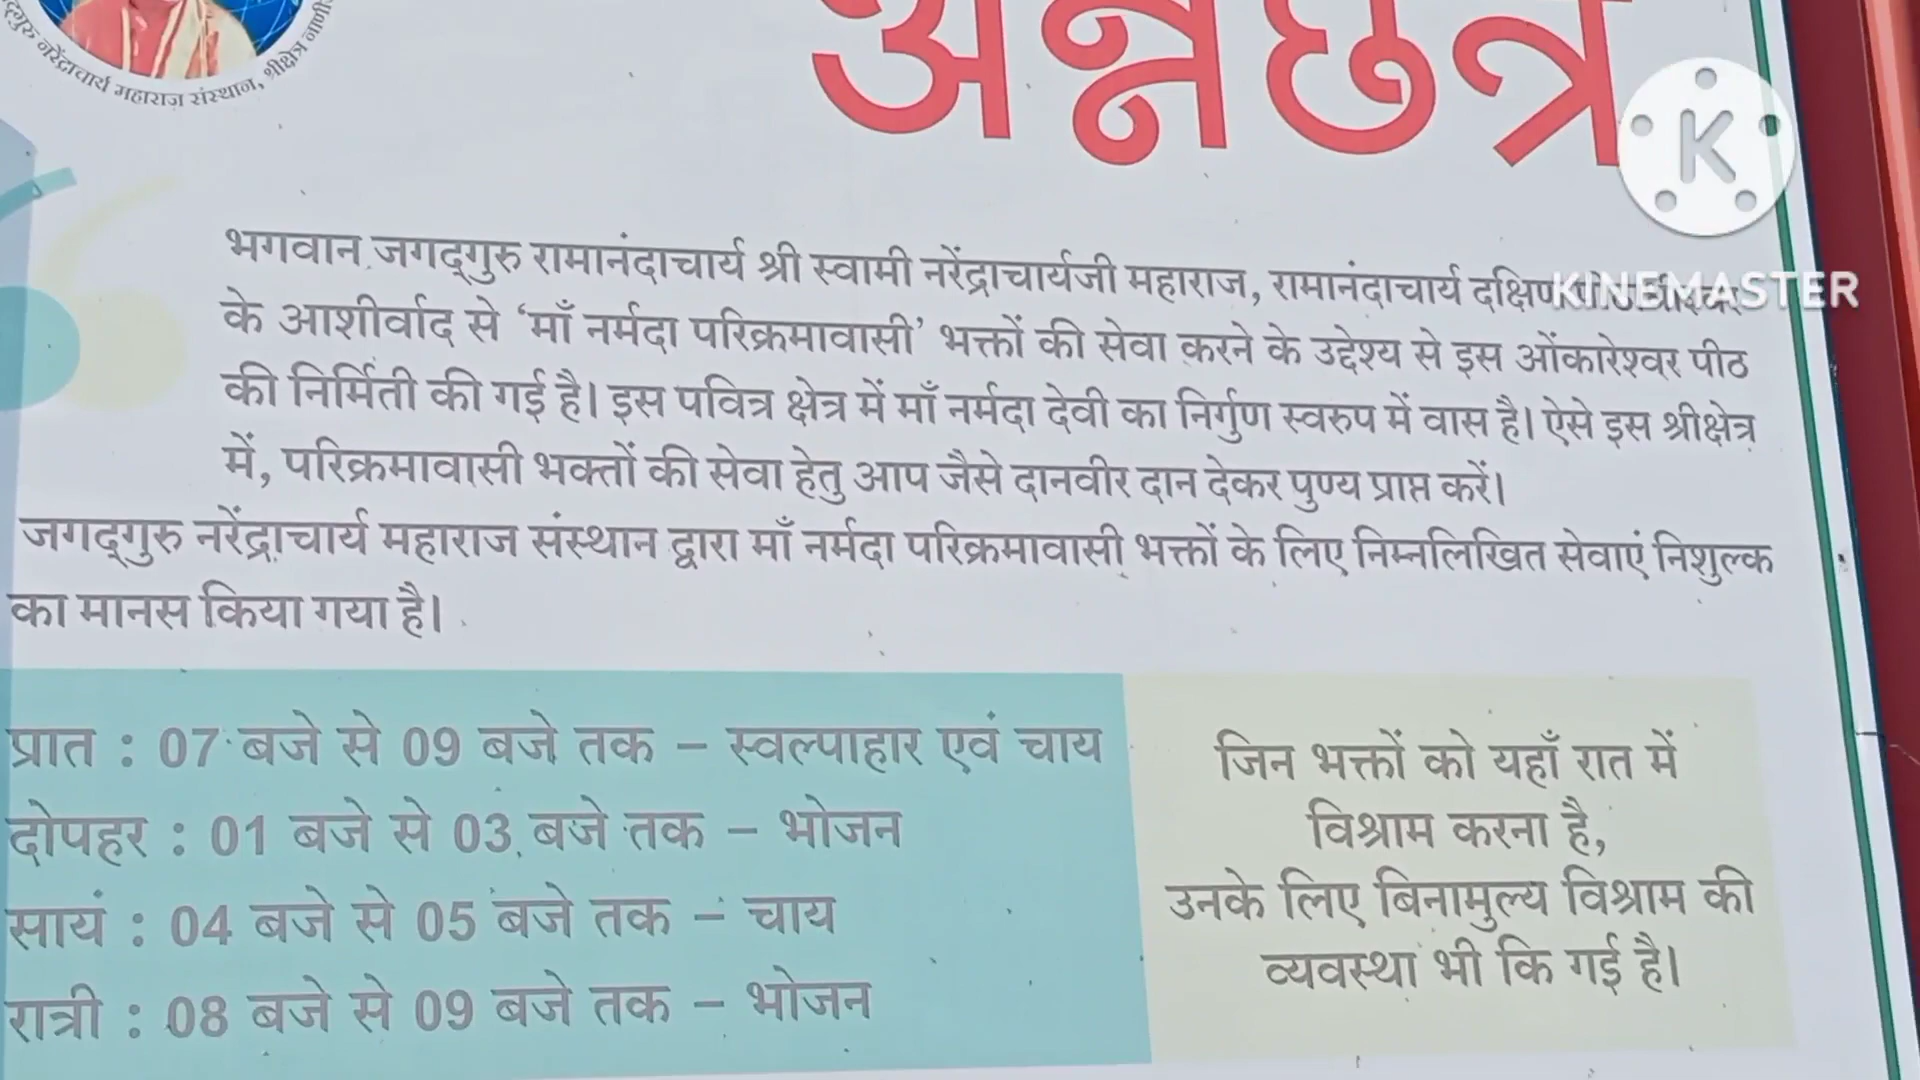 नरेंद्राचार्य महाराज संस्थान, श्रीक्षेत्र
अन्नछत्र
K
KINEMASTER
भगवान जगद्‌गुरु रामानंदाचार्य श्री स्वामी नरेंद्राचार्यजी महाराज, रामानंदाचार्य दक्षिण
के आशीर्वाद से ‘माँ नर्मदा परिक्रमावासी’ भक्तों की सेवा करने के उद्देश्य से इस ओंकारेश्वर पीठ
की निर्मिती की गई है। इस पवित्र क्षेत्र में माँ नर्मदा देवी का निर्गुण स्वरुप में वास है। ऐसे इस श्रीक्षेत्र
में, परिक्रमावासी भक्तों की सेवा हेतु आप जैसे दानवीर दान देकर पुण्य प्राप्त करें।
जगद्‌गुरु नरेंद्राचार्य महाराज संस्थान द्वारा माँ नर्मदा परिक्रमावासी भक्तों के लिए निम्नलिखित सेवाएं निशुल्क
का मानस किया गया है।
प्रात : 07 बजे से 09 बजे तक – स्वल्पाहार एवं चाय
दोपहर : 01 बजे से 03 बजे तक – भोजन
सायं : 04 बजे से 05 बजे तक – चाय
रात्री : 08 बजे से 09 बजे तक – भोजन
जिन भक्तों को यहाँ रात में
विश्राम करना है,
उनके लिए बिनामुल्य विश्राम की
व्यवस्था भी कि गई है।